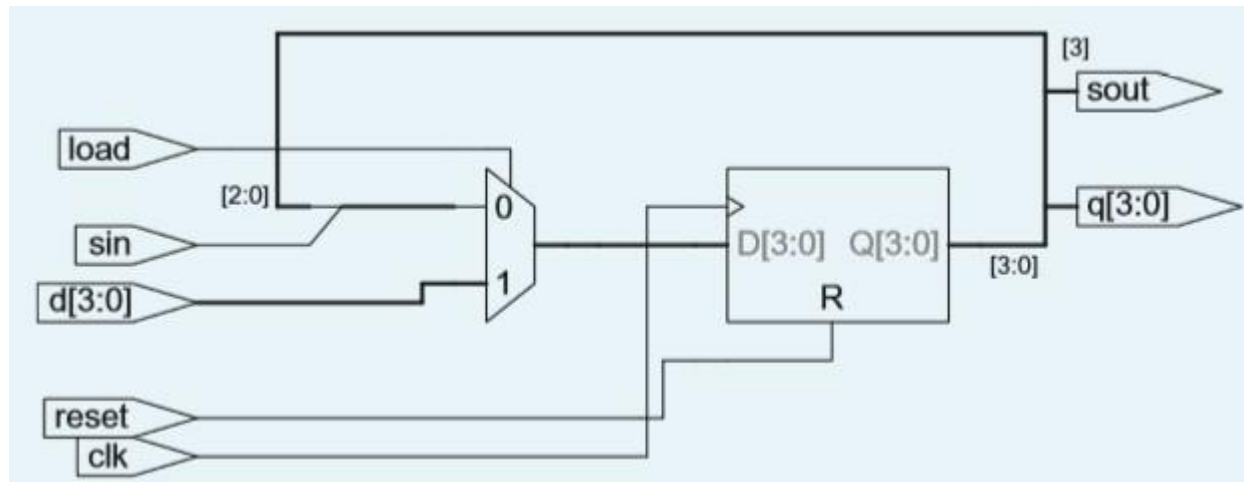 [3]
sout
load
[2:0]
0
q[3:0]
sin
D[3:0] Q[3:0]
[3:0]
1
d[3:0]
R
reset
clk